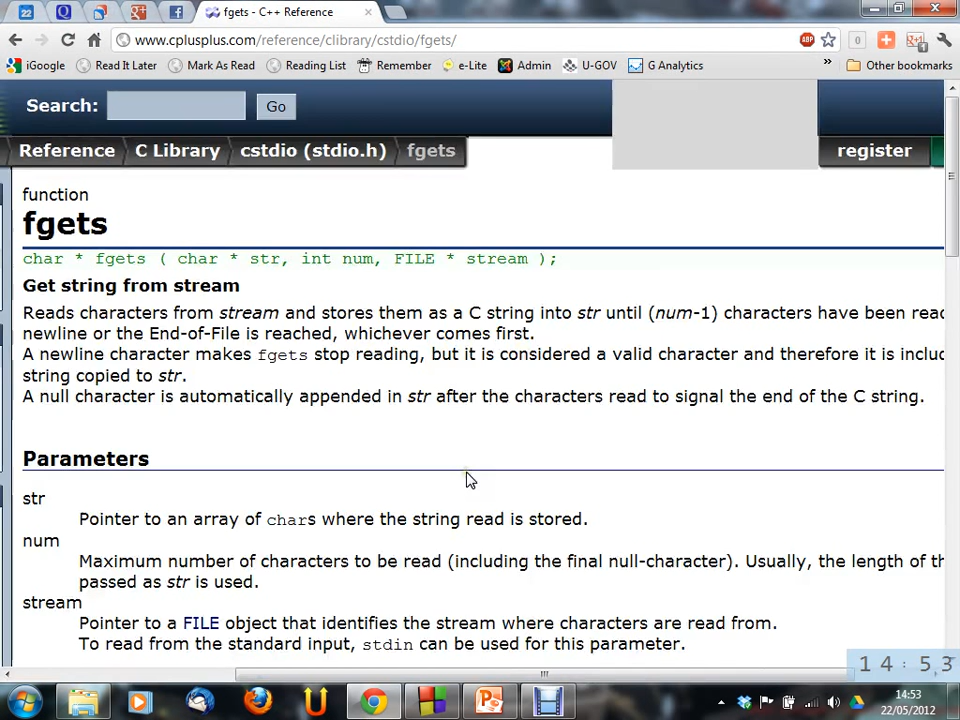 22
fgets - C++ Reference
www.cplusplus.com/reference/clibrary/cstdio/fgets/
ABP
0
1
iGoogle Read It Later Mark As Read Reading List Remember e-Lite Admin U-GOV G Analytics » Other bookmarks
Search: Go
Reference C Library cstdio (stdio.h) fgets register
function
fgets
char * fgets ( char * str, int num, FILE * stream );
Get string from stream
Reads characters from stream and stores them as a C string into str until (num-1) characters have been read
newline or the End-of-File is reached, whichever comes first.
A newline character makes fgets stop reading, but it is considered a valid character and therefore it is inclu
string copied to str.
A null character is automatically appended in str after the characters read to signal the end of the C string.
Parameters
str
Pointer to an array of chars where the string read is stored.
num
Maximum number of characters to be read (including the final null-character). Usually, the length of th
passed as str is used.
stream
Pointer to a FILE object that identifies the stream where characters are read from.
To read from the standard input, stdin can be used for this parameter.
14:53
14:53
22/05/2012